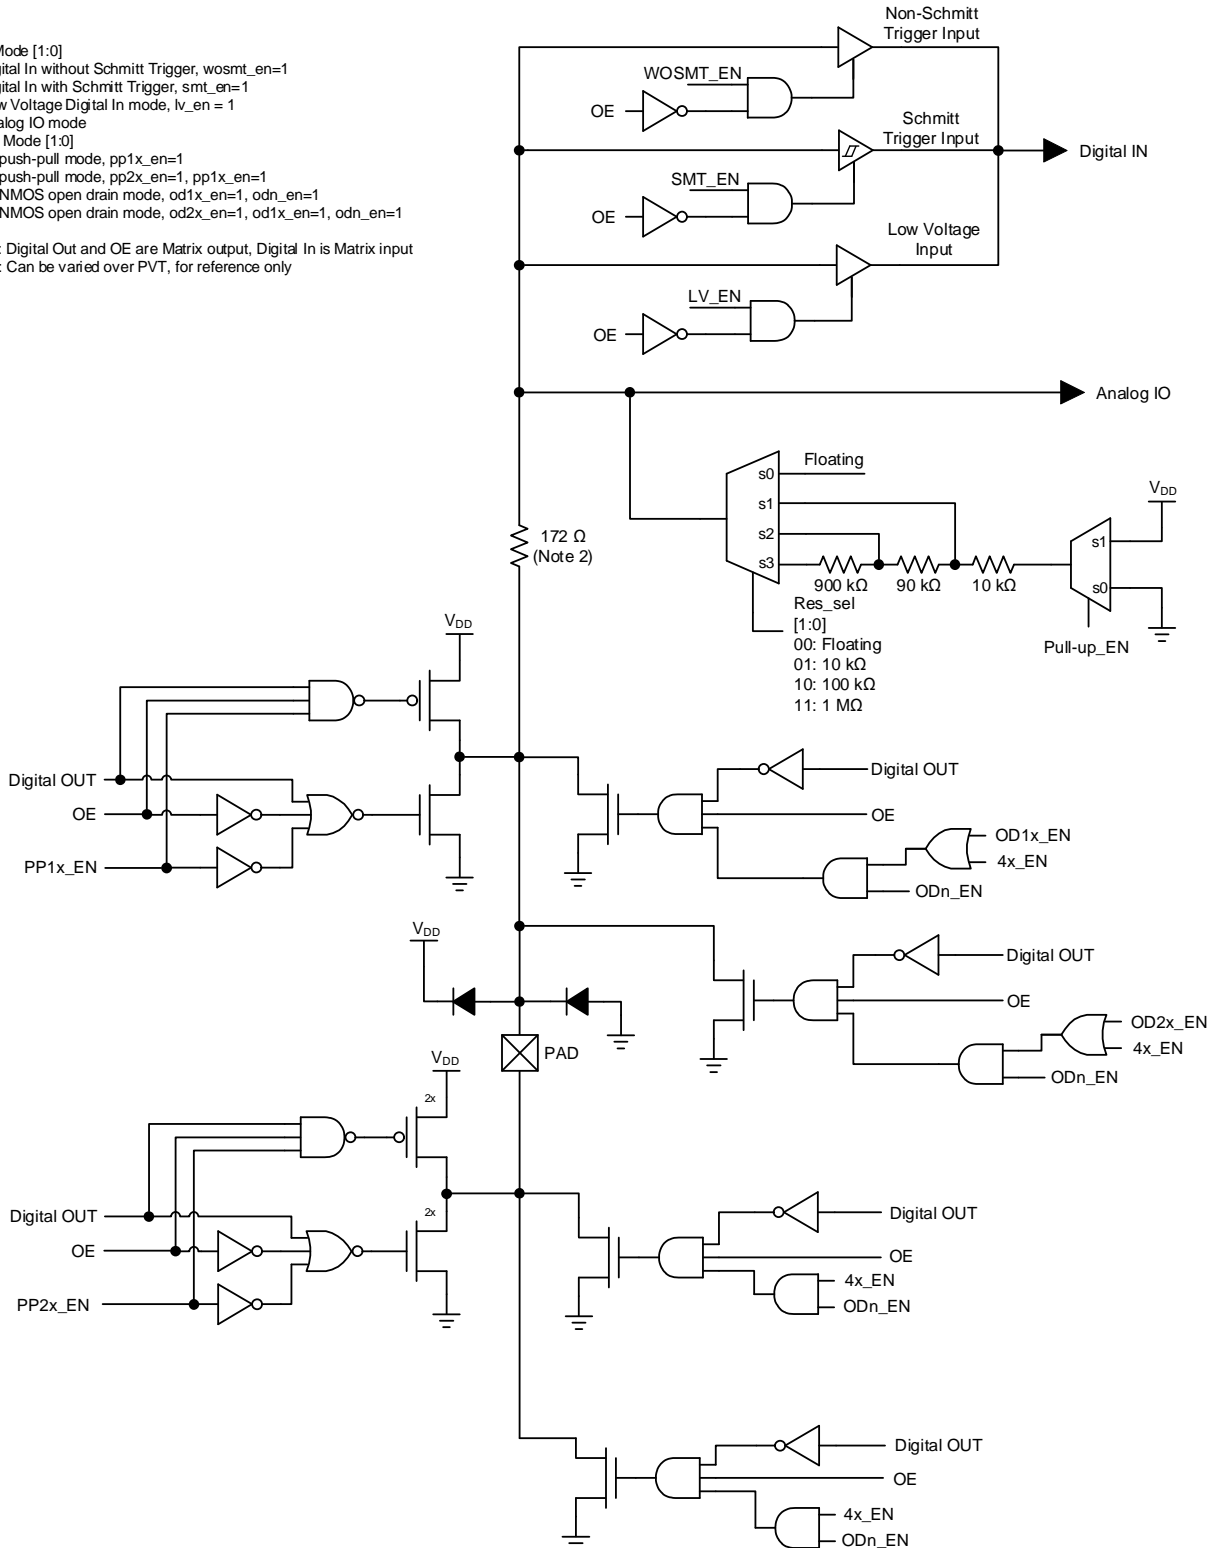 Mode [1:0]
ital In without Schmitt Trigger, wosmt_en=1
ital In with Schmitt Trigger, smt_en=1
w Voltage Digital In mode, lv_en = 1
alog IO mode
Mode [1:0]
push-pull mode, pp1x_en=1
push-pull mode, pp2x_en=1, pp1x_en=1
NMOS open drain mode, od1x_en=1, odn_en=1
NMOS open drain mode, od2x_en=1, od1x_en=1, odn_en=1
: Digital Out and OE are Matrix output, Digital In is Matrix input
: Can be varied over PVT, for reference only
Non-Schmitt
Trigger Input
WOSMT_EN
OE
Schmitt
Trigger Input
Digital IN
SMT_EN
OE
Low Voltage
Input
LV_EN
OE
Analog IO
Floating
s0
s1
s2
s3
VDD
s1
s0
172 Ω
(Note 2)
900 kΩ
90 kΩ
10 kΩ
Res_sel
[1:0]
00: Floating
01: 10 kΩ
10: 100 kΩ
11: 1 MΩ
Pull-up_EN
VDD
Digital OUT
OE
PP1x_EN
Digital OUT
OE
OD1x_EN
4x_EN
ODn_EN
VDD
Digital OUT
OE
OD2x_EN
4x_EN
ODn_EN
PAD
VDD
2x
2x
Digital OUT
OE
PP2x_EN
Digital OUT
OE
4x_EN
ODn_EN
Digital OUT
OE
4x_EN
ODn_EN